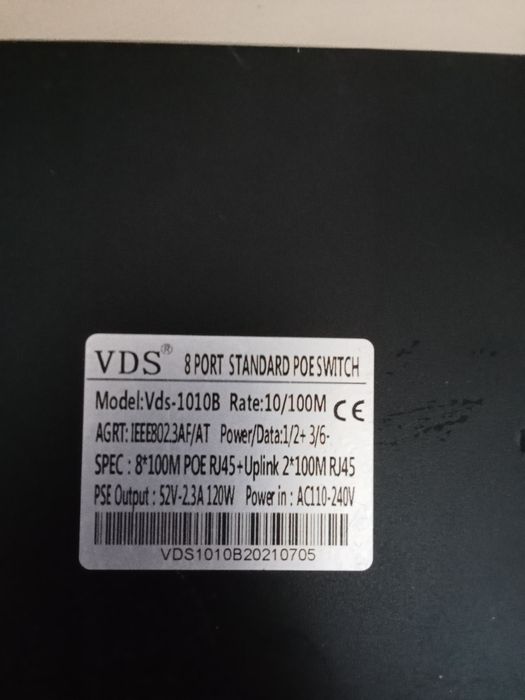 VDS® 8 PORT STANDARD POE SWITCH
Model:Vds-1010B Rate:10/100M CE
AGRT: IEEE802.3AF/AT Power/Data:1/2+ 3/6-
SPEC : 8*100M POE RJ45+Uplink 2*100M RJ45
PSE Output : 52V-2.3A 120W Power in : AC110-240V
VDS1010B20210705